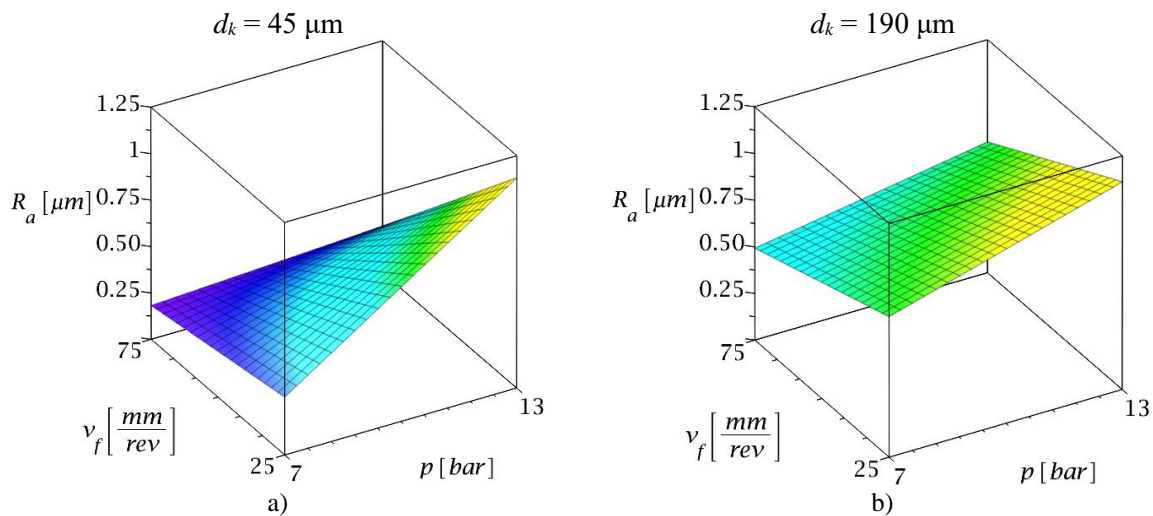 d_k = 45 μm
1.25
1
0.75
R_a [μm]
0.50
0.25
75
v_f [mm/rev]
25
7
p [bar]
13
a)
d_k = 190 μm
1.25
1
0.75
R_a [μm]
0.50
0.25
75
v_f [mm/rev]
25
7
p [bar]
13
b)